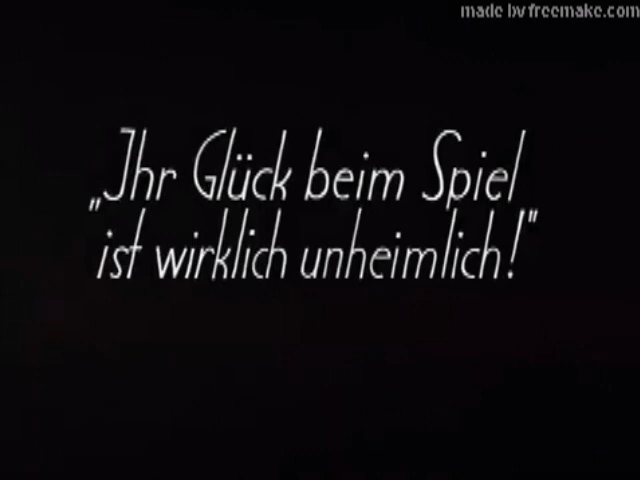 made by freemake.com
„Ihr Glück beim Spiel
ist wirklich unheimlich!"